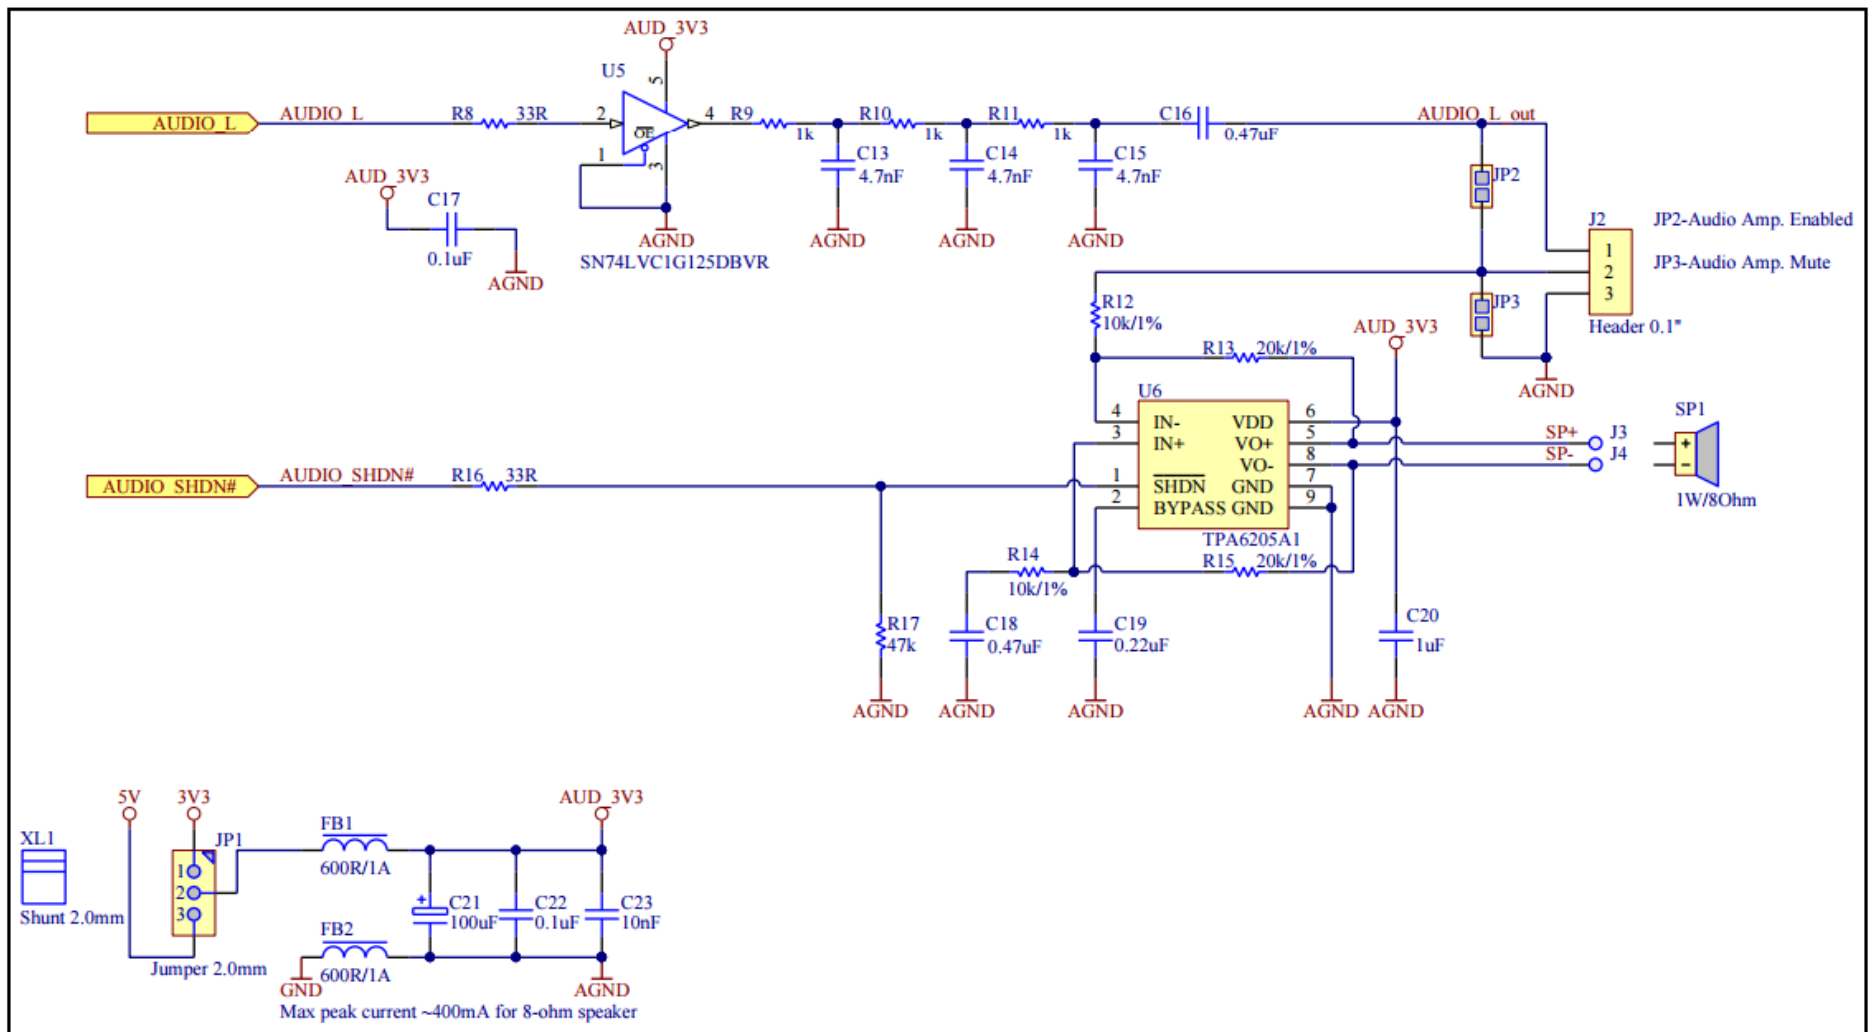 AUD_3V3
U5
5
AUDIO_L
AUDIO_L
R8
33R
2
OE
4
R9
1k
R10
1k
R11
1k
C16
0.47uF
AUDIO_L_out
1
3
C13
4.7nF
C14
4.7nF
C15
4.7nF
JP2
AUD_3V3
C17
0.1uF
AGND
AGND
SN74LVC1G125DBVR
AGND
AGND
AGND
J2
1
2
3
Header 0.1"
JP2-Audio Amp. Enabled
JP3-Audio Amp. Mute
R12
10k/1%
JP3
AUD_3V3
R13
20k/1%
AGND
U6
4
IN-
VDD
6
3
IN+
VO+
5
VO-
8
1
SHDN
GND
7
2
BYPASS
GND
9
TPA6205A1
SP+
J3
SP-
J4
SP1
+
-
1W/8Ohm
AUDIO_SHDN#
AUDIO_SHDN#
R16
33R
R14
10k/1%
R15
20k/1%
R17
47k
C18
0.47uF
C19
0.22uF
C20
1uF
AGND
AGND
AGND
AGND
AGND
XL1
Shunt 2.0mm
5V
3V3
JP1
1
2
3
Jumper 2.0mm
FB1
600R/1A
AUD_3V3
+
C21
100uF
C22
0.1uF
C23
10nF
FB2
600R/1A
GND
AGND
Max peak current ~400mA for 8-ohm speaker